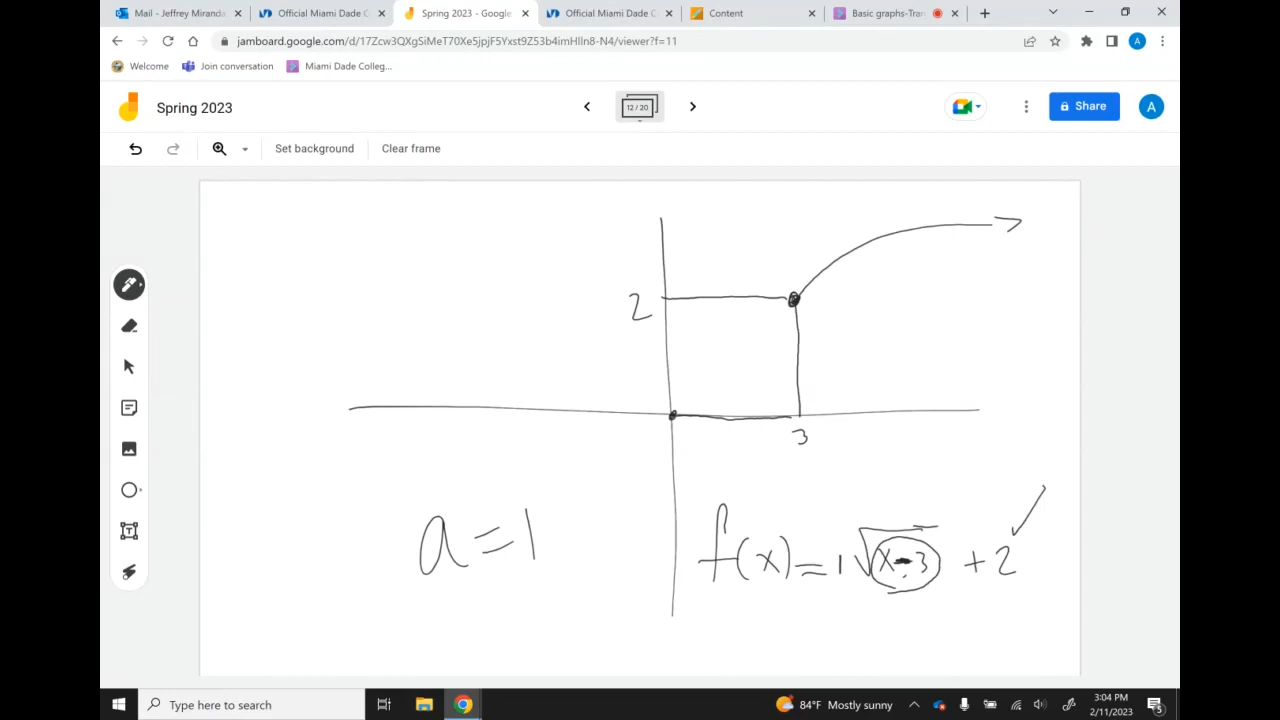 Mail - Jeffrey Miranda
Official Miami Dade C
Spring 2023 - Google
Official Miami Dade C
Content
Basic graphs-Tran
jamboard.google.com/d/17Zcw3QXgSiMeT70Xe5jpjF5Yxst9Z53b4imHlln8-N4/viewer?f=11
Welcome
Join conversation
Miami Dade Colleg...
Spring 2023
12 / 20
Share
A
Set background
Clear frame
2
3
a=1
f(x)=1√(x-3) +2
Type here to search
84°F Mostly sunny
3:04 PM
2/11/2023
5